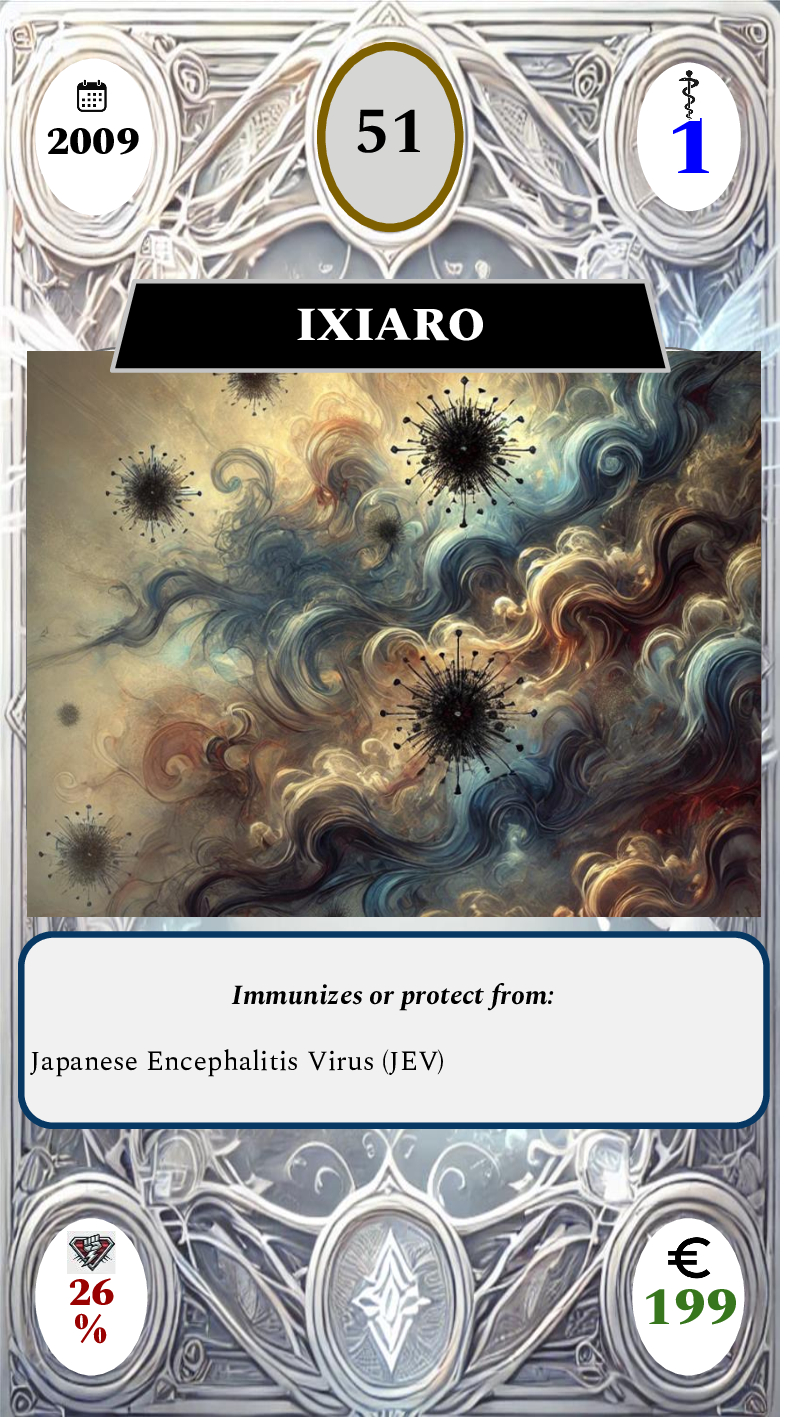 2009
51
1
IXIARO
Immunizes or protect from:
Japanese Encephalitis Virus (JEV)
26
%
€
199